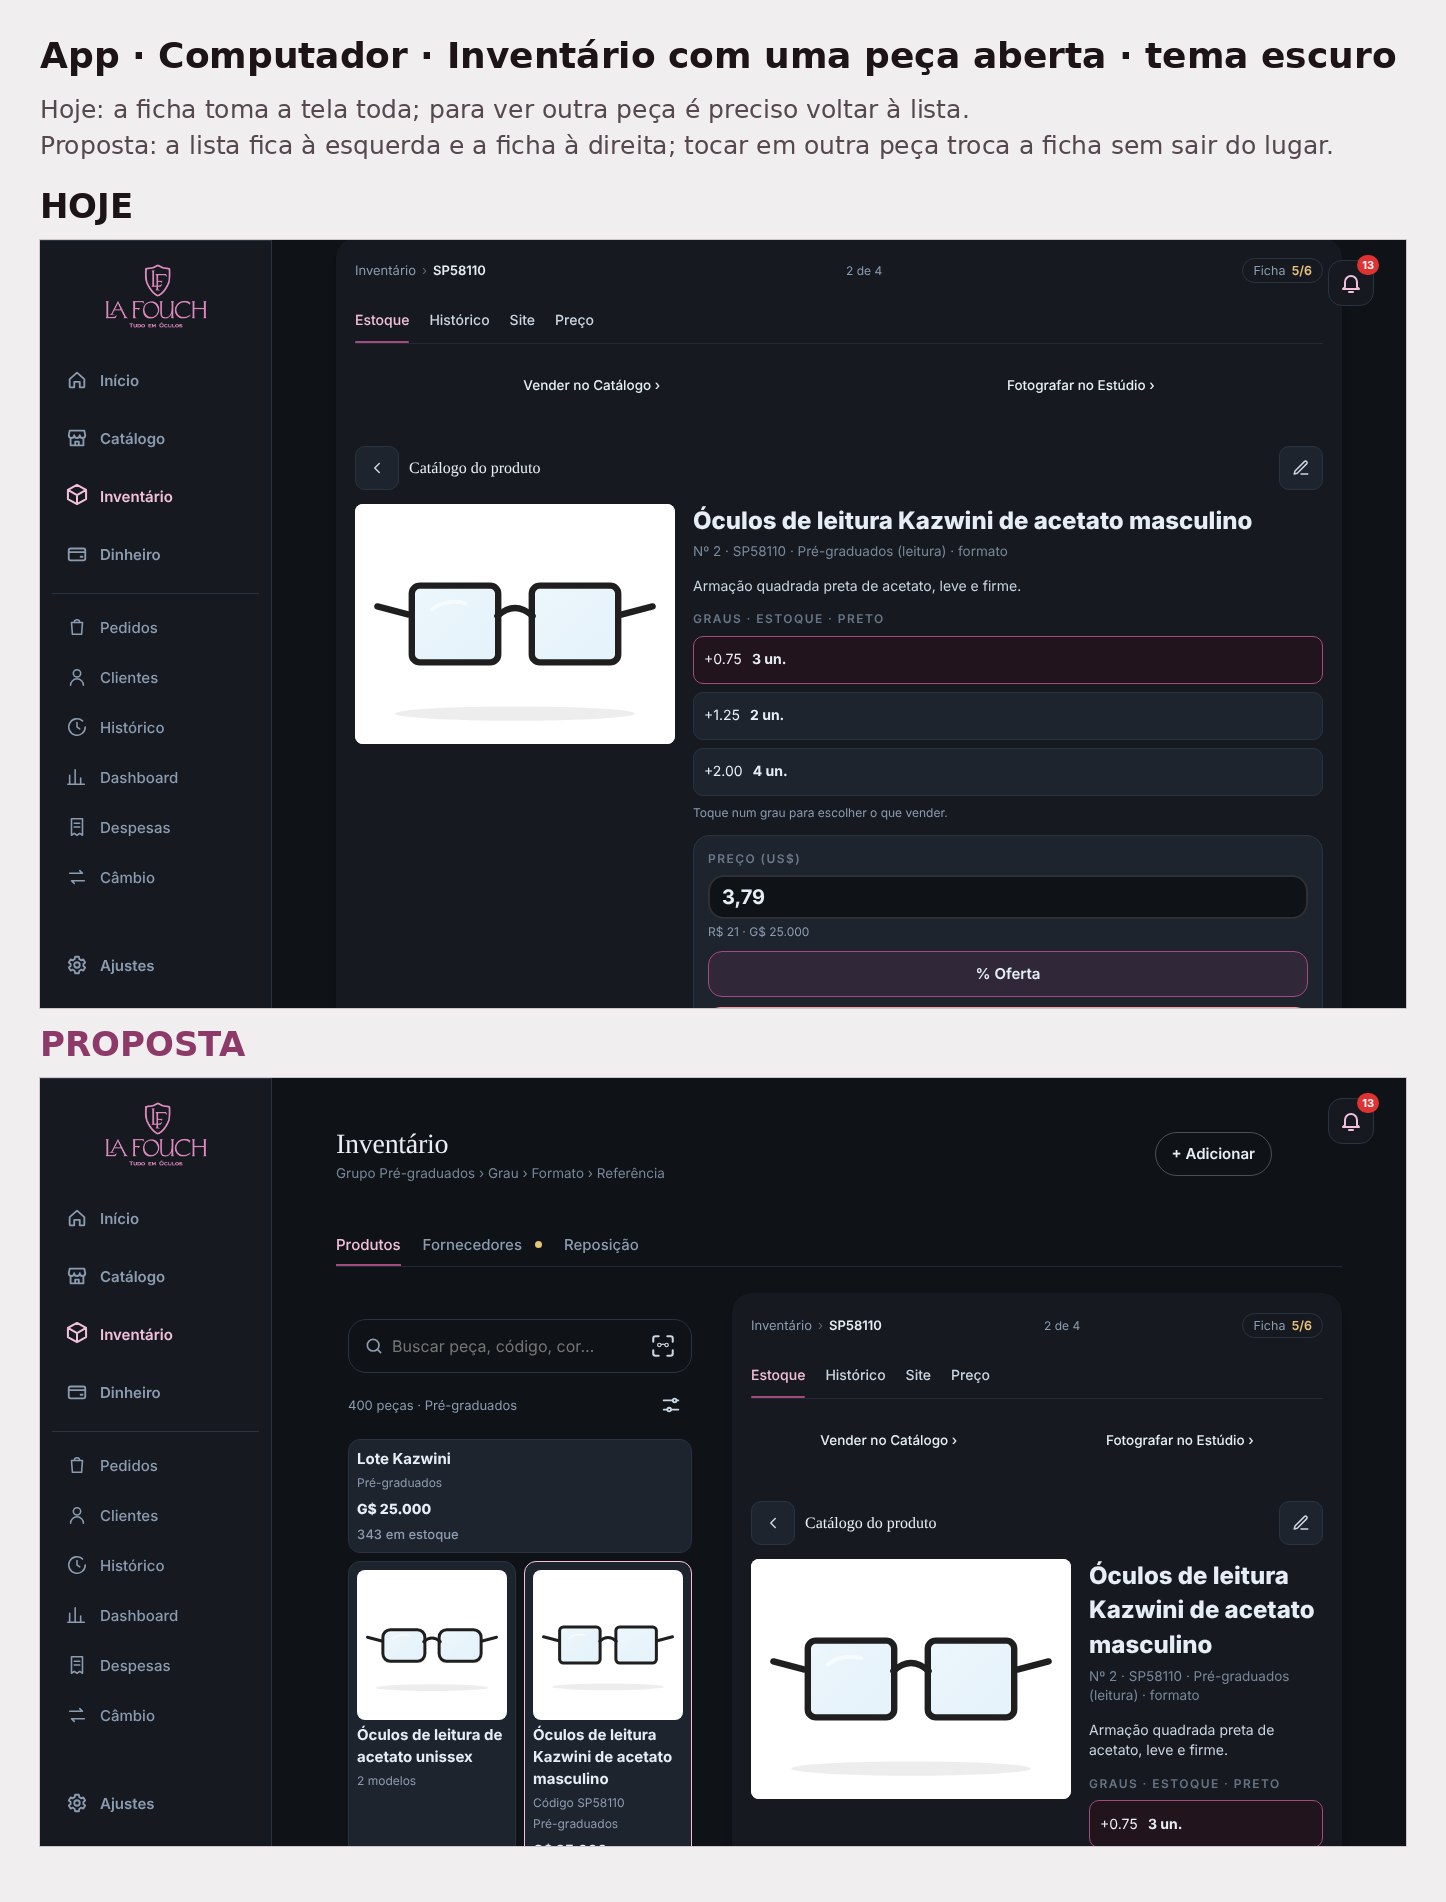 App · Computador · Inventário com uma peça aberta · tema escuro
Hoje: a ficha toma a tela toda; para ver outra peça é preciso voltar à lista.
Proposta: a lista fica à esquerda e a ficha à direita; tocar em outra peça troca a ficha sem sair do lugar.
HOJE
LA FOUCH
Tudo em Óculos
Início
Catálogo
Inventário
Dinheiro
Pedidos
Clientes
Histórico
Dashboard
Despesas
Câmbio
Ajustes
Inventário › SP58110
2 de 4
Ficha 5/6
13
Estoque Histórico Site Preço
Vender no Catálogo ›
Fotografar no Estúdio ›
Catálogo do produto
Óculos de leitura Kazwini de acetato masculino
Nº 2 · SP58110 · Pré-graduados (leitura) · formato
Armação quadrada preta de acetato, leve e firme.
GRAUS · ESTOQUE · PRETO
+0.75 3 un.
+1.25 2 un.
+2.00 4 un.
Toque num grau para escolher o que vender.
PREÇO (US$)
3,79
R$ 21 · G$ 25.000
% Oferta
PROPOSTA
LA FOUCH
Tudo em Óculos
Início
Catálogo
Inventário
Dinheiro
Pedidos
Clientes
Histórico
Dashboard
Despesas
Câmbio
Ajustes
13
Inventário
Grupo Pré-graduados › Grau › Formato › Referência
+ Adicionar
Produtos Fornecedores Reposição
Buscar peça, código, cor...
400 peças · Pré-graduados
Lote Kazwini
Pré-graduados
G$ 25.000
343 em estoque
Óculos de leitura de
acetato unissex
2 modelos
Óculos de leitura
Kazwini de acetato
masculino
Código SP58110
Pré-graduados
Inventário › SP58110
2 de 4
Ficha 5/6
Estoque Histórico Site Preço
Vender no Catálogo ›
Fotografar no Estúdio ›
Catálogo do produto
Óculos de leitura
Kazwini de acetato
masculino
Nº 2 · SP58110 · Pré-graduados
(leitura) · formato
Armação quadrada preta de
acetato, leve e firme.
GRAUS · ESTOQUE · PRETO
+0.75 3 un.